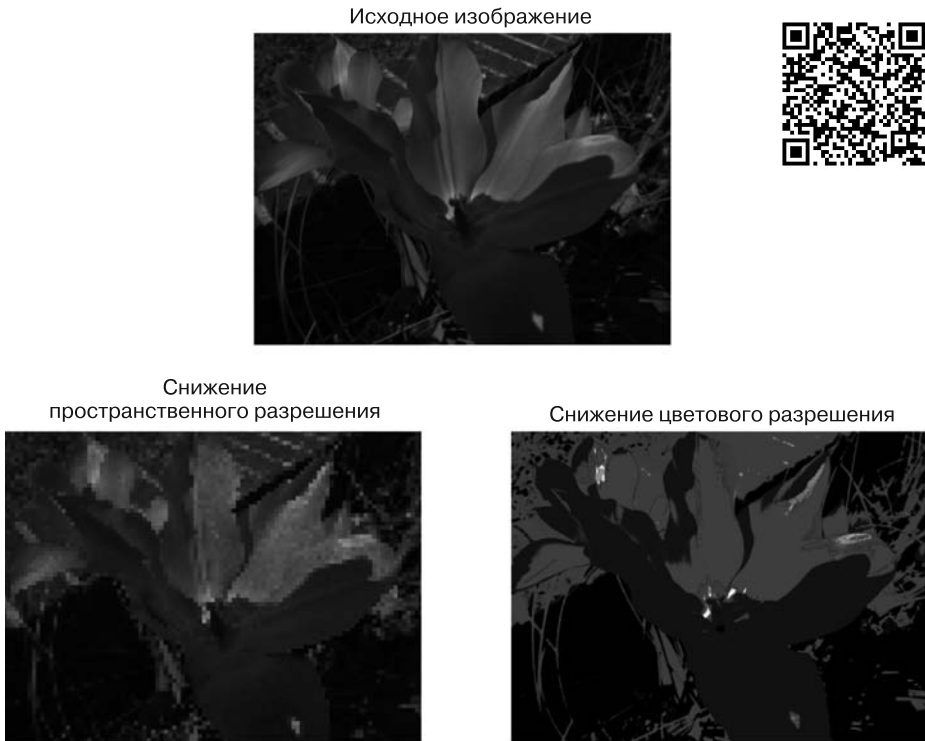 Исходное изображение
Снижение
пространственного разрешения
Снижение цветового разрешения